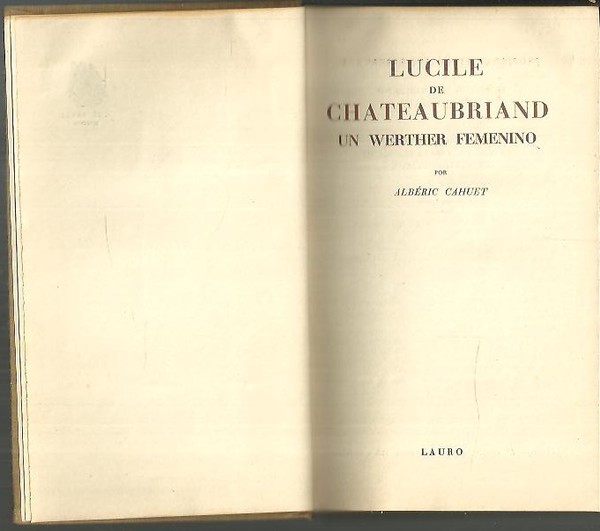 LUCILE
DE
CHATEAUBRIAND
UN WERTHER FEMENINO
POR
ALBÉRIC CAHUET
LAURO